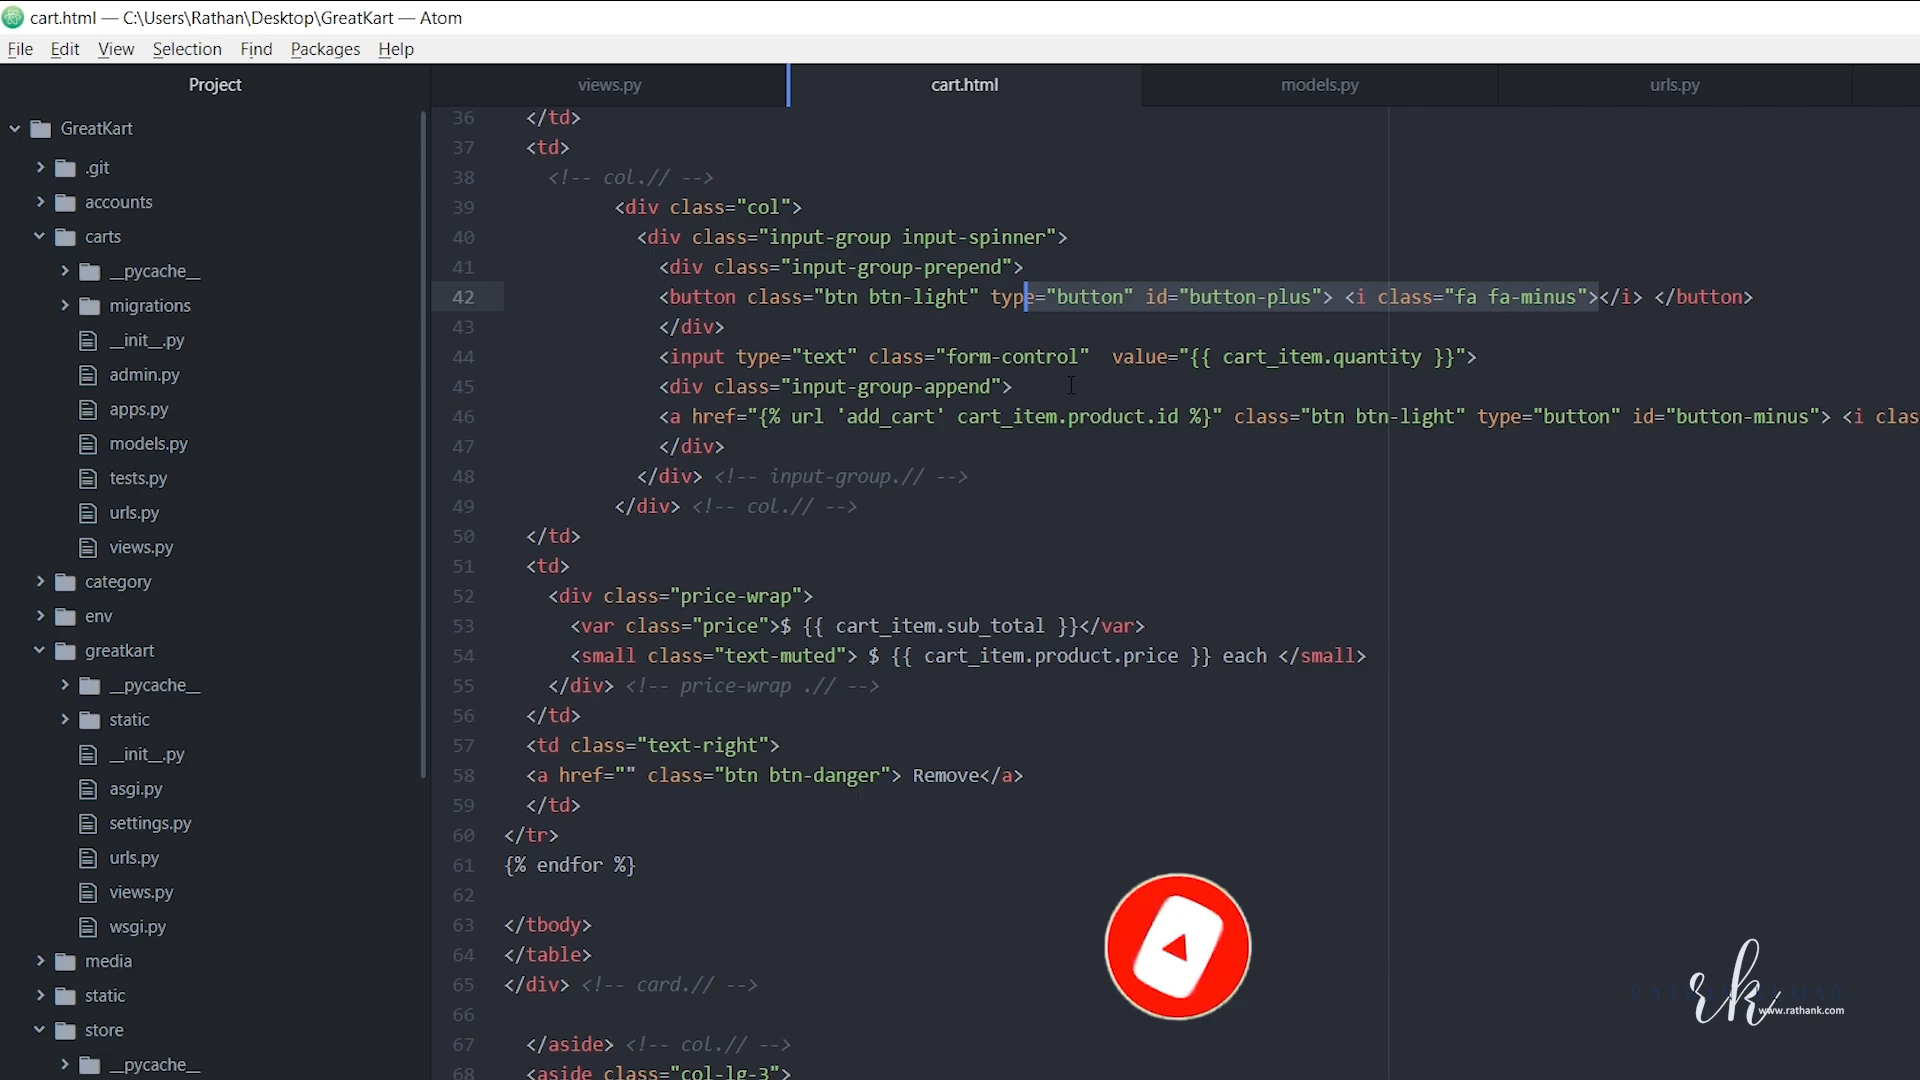 cart.html — C:\Users\Rathan\Desktop\GreatKart — Atom
File Edit View Selection Find Packages Help
Project
GreatKart
.git
accounts
carts
__pycache__
migrations
__init__.py
admin.py
apps.py
models.py
tests.py
urls.py
views.py
category
env
greatkart
__pycache__
static
__init__.py
asgi.py
settings.py
urls.py
views.py
wsgi.py
media
static
store
__pycache__
views.py cart.html models.py urls.py
36 </td>
37 <td>
38 <!-- col.// -->
39 <div class="col">
40 <div class="input-group input-spinner">
41 <div class="input-group-prepend">
42 <button class="btn btn-light" type="button" id="button-plus"> <i class="fa fa-minus"></i> </button>
43 </div>
44 <input type="text" class="form-control"  value="{{ cart_item.quantity }}">
45 <div class="input-group-append">
46 <a href="{% url 'add_cart' cart_item.product.id %}" class="btn btn-light" type="button" id="button-minus"> <i clas
47 </div>
48 </div> <!-- input-group.// -->
49 </div> <!-- col.// -->
50 </td>
51 <td>
52 <div class="price-wrap">
53 <var class="price">$ {{ cart_item.sub_total }}</var>
54 <small class="text-muted"> $ {{ cart_item.product.price }} each </small>
55 </div> <!-- price-wrap .// -->
56 </td>
57 <td class="text-right">
58 <a href="" class="btn btn-danger"> Remove</a>
59 </td>
60 </tr>
61 {% endfor %}
62
63 </tbody>
64 </table>
65 </div> <!-- card.// -->
66
67 </aside> <!-- col.// -->
68 <aside class="col-lg-3">
rk
www.rathank.com